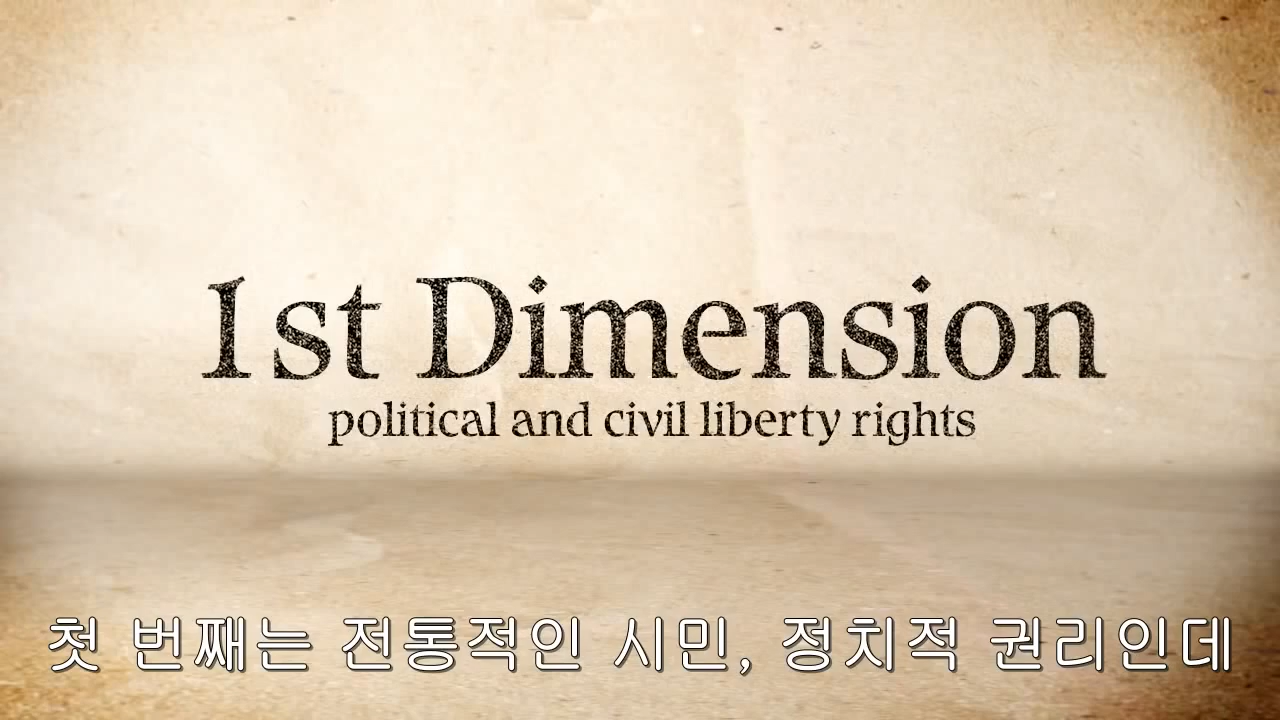 1st Dimension
political and civil liberty rights
첫 번째는 전통적인 시민, 정치적 권리인데